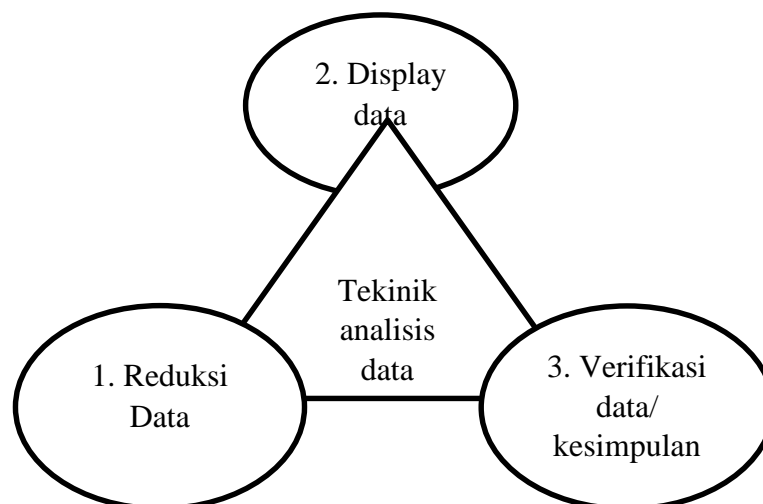 2. Display
data
Tekinik
analisis
data
1. Reduksi
Data
3. Verifikasi
data/
kesimpulan